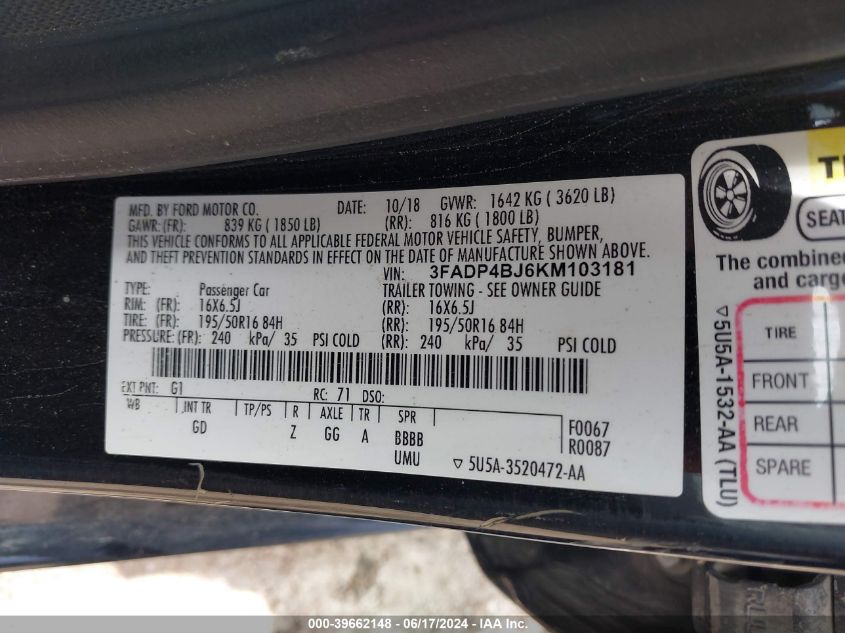 MFD. BY FORD MOTOR CO. DATE: 10/18 GVWR: 1642 KG ( 3620 LB)
GAWR:(FR): 839 KG ( 1850 LB) (RR): 816 KG ( 1800 LB)
THIS VEHICLE CONFORMS TO ALL APPLICABLE FEDERAL MOTOR VEHICLE SAFETY, BUMPER,
AND THEFT PREVENTION STANDARDS IN EFFECT ON THE DATE OF MANUFACTURE SHOWN ABOVE.
VIN: 3FADP4BJ6KM103181
TYPE: Passenger Car TRAILER TOWING - SEE OWNER GUIDE
RIM: (FR): 16X6.5J (RR): 16X6.5J
TIRE: (FR): 195/50R16 84H (RR): 195/50R16 84H
PRESSURE:(FR): 240 kPa/ 35 PSI COLD (RR): 240 kPa/ 35 PSI COLD
EXT PNT: G1 RC: 71 DSO:
WB INT TR TP/PS R AXLE TR SPR F0067
GD Z GG A BBBB R0087
UMU ▽ 5U5A-3520472-AA
SEAT
The combined
and cargo
▽5U5A-1532-AA (TLU)
TIRE
FRONT
REAR
SPARE
000-39662148 - 06/17/2024 - IAA Inc.